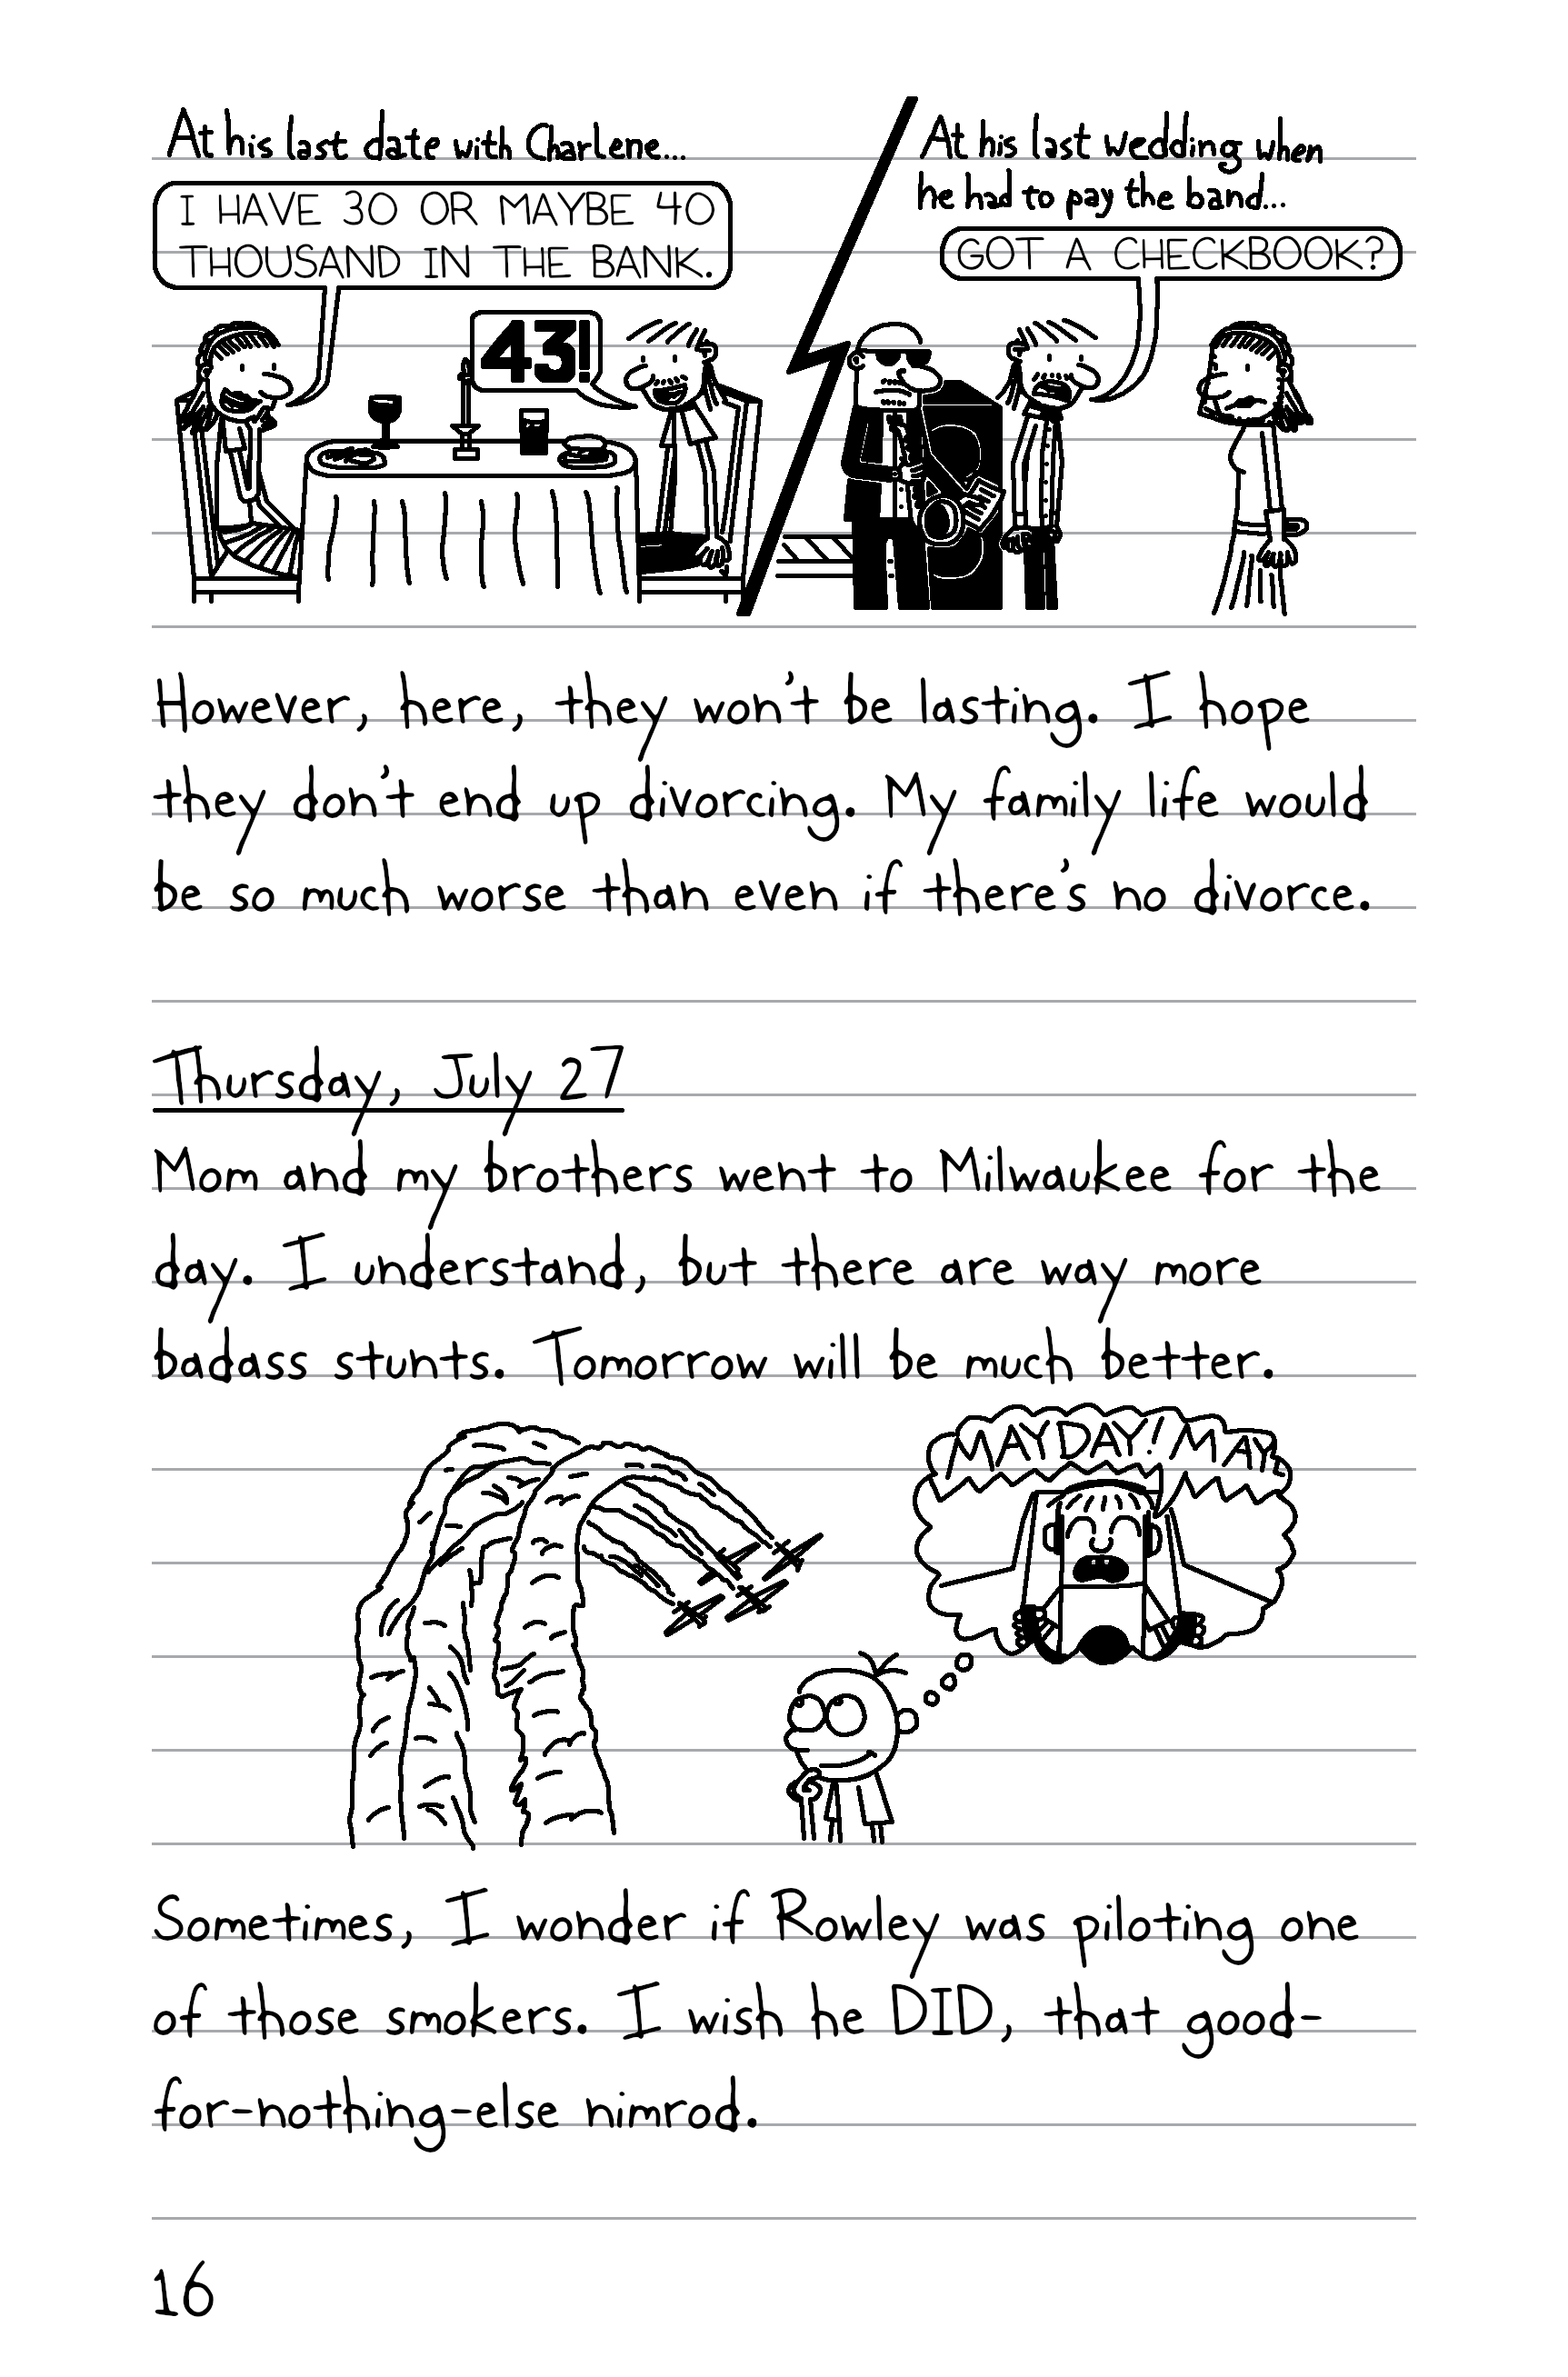 At his last date with Charlene...
I HAVE 30 OR MAYBE 40
THOUSAND IN THE BANK.
43!
At his last wedding when
he had to pay the band...
GOT A CHECKBOOK?
However, here, they won't be lasting. I hope
they don't end up divorcing. My family life would
be so much worse than even if there's no divorce.
Thursday, July 27
Mom and my brothers went to Milwaukee for the
day. I understand, but there are way more
badass stunts. Tomorrow will be much better.
MAYDAY! MAY
Sometimes, I wonder if Rowley was piloting one
of those smokers. I wish he DID, that good-
for-nothing-else nimrod.
16